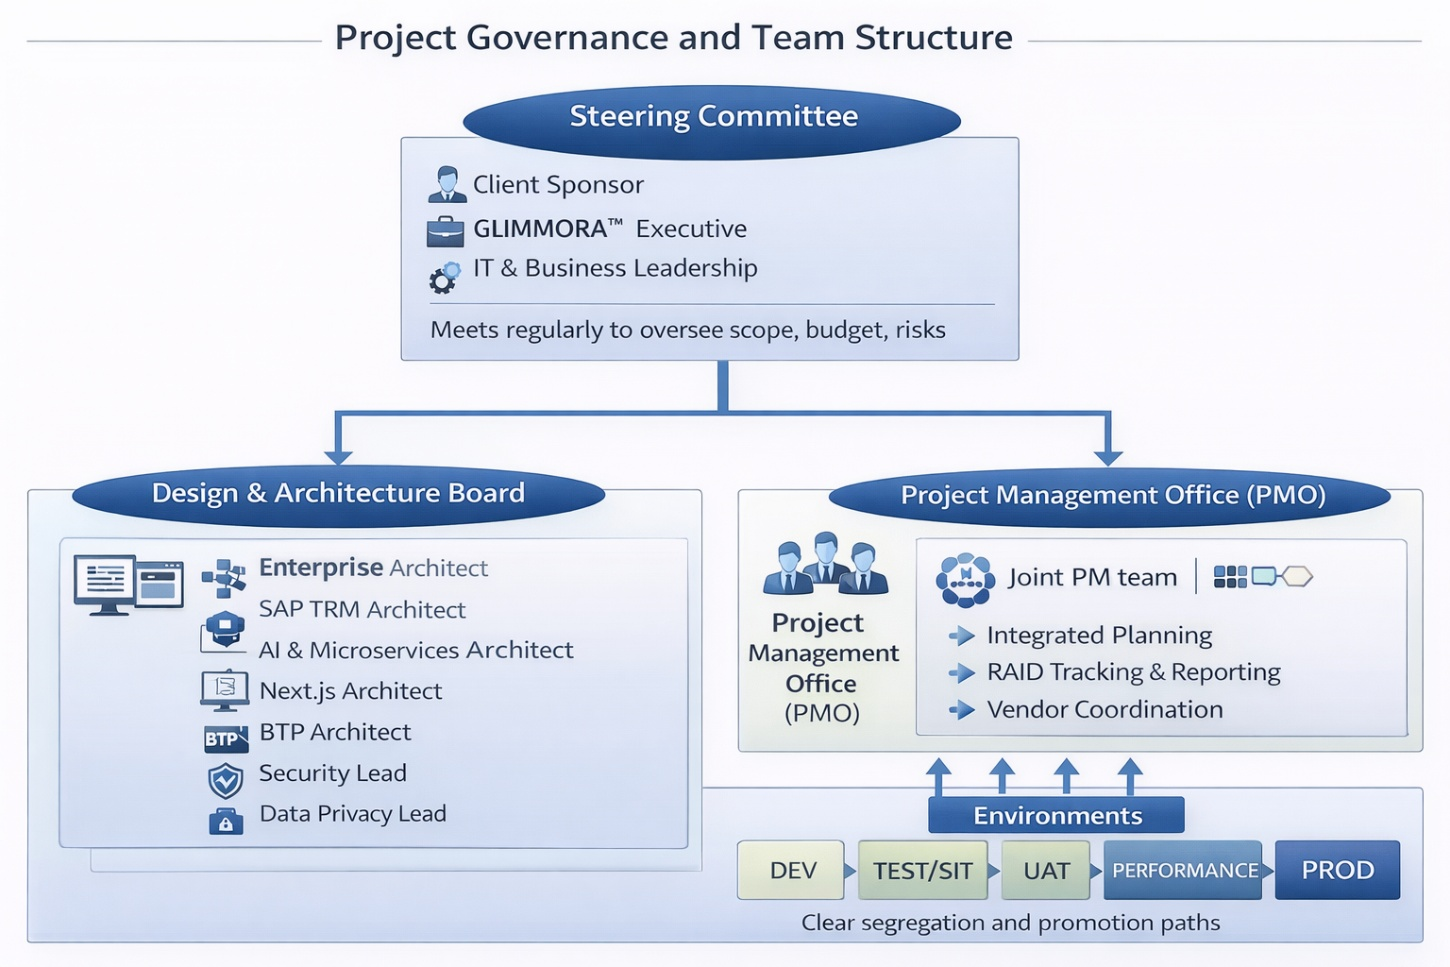 Project Governance and Team Structure
Steering Committee
Client Sponsor
GLIMMORA™ Executive
IT & Business Leadership
Meets regularly to oversee scope, budget, risks
Design & Architecture Board
Enterprise Architect
SAP TRM Architect
AI & Microservices Architect
Next.js Architect
BTP
BTP Architect
Security Lead
Data Privacy Lead
Project Management Office (PMO)
Project
Management
Office
(PMO)
Joint PM team
Integrated Planning
RAID Tracking & Reporting
Vendor Coordination
Environments
DEV
TEST/SIT
UAT
PERFORMANCE
PROD
Clear segregation and promotion paths